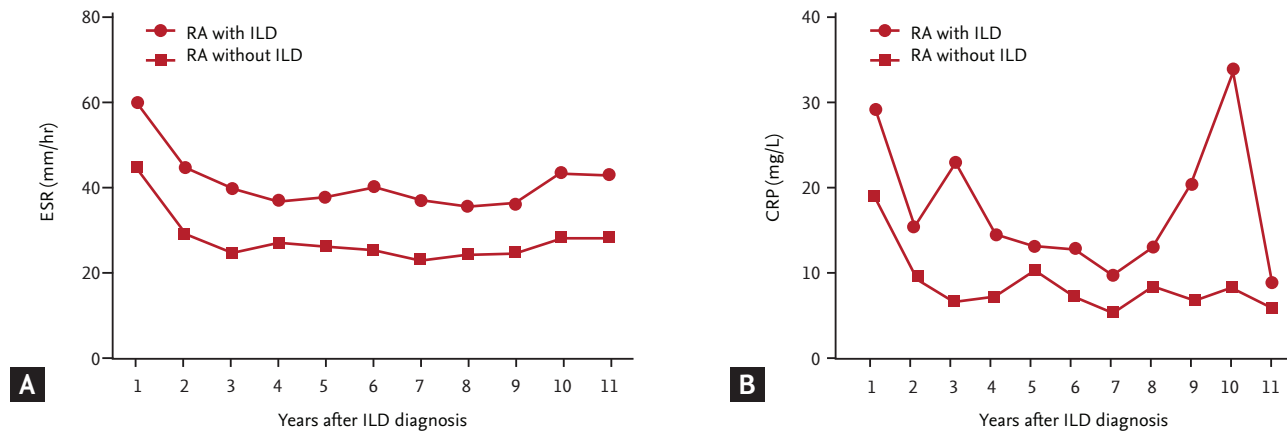 80
60
40
20
0
ESR (mm/hr)
RA with ILD
RA without ILD
1 2 3 4 5 6 7 8 9 10 11
Years after ILD diagnosis
A
40
30
20
10
0
CRP (mg/L)
RA with ILD
RA without ILD
1 2 3 4 5 6 7 8 9 10 11
Years after ILD diagnosis
B